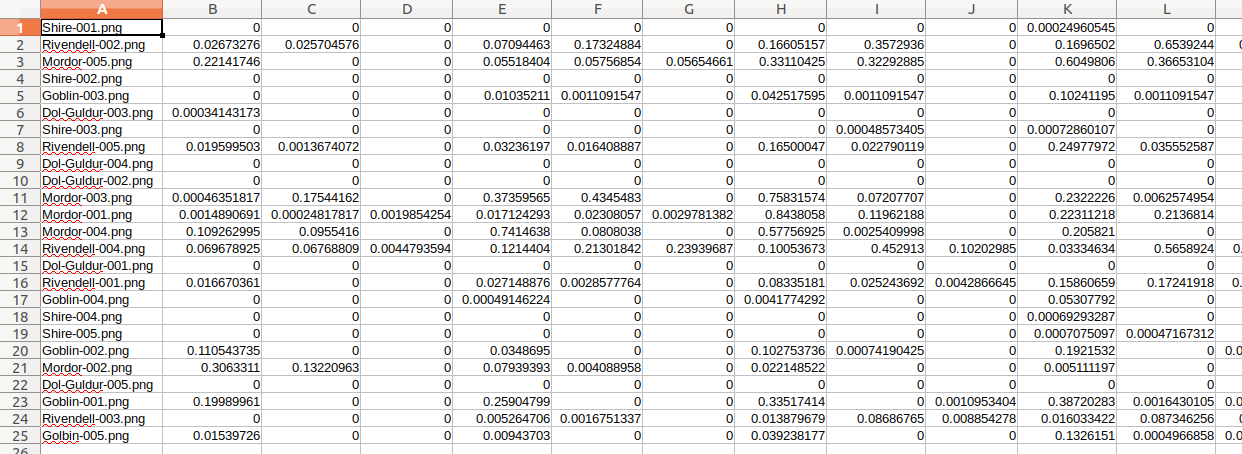 A B C D E F G H I J K L
1 Shire-001.png 0 0 0 0 0 0 0 0 0 0.00024960545 0
2 Rivendell-002.png 0.02673276 0.025704576 0 0.07094463 0.17324884 0 0.16605157 0.3572936 0 0.1696502 0.6539244
3 Mordor-005.png 0.22141746 0 0 0.05518404 0.05756854 0.05654661 0.33110425 0.32292885 0 0.6049806 0.36653104
4 Shire-002.png 0 0 0 0 0 0 0 0 0 0 0
5 Goblin-003.png 0 0 0 0.01035211 0.0011091547 0 0.042517595 0.0011091547 0 0.10241195 0.0011091547
6 Dol-Guldur-003.png 0.00034143173 0 0 0 0 0 0 0 0 0 0
7 Shire-003.png 0 0 0 0 0 0 0 0.00048573405 0 0.00072860107 0
8 Rivendell-005.png 0.019599503 0.0013674072 0 0.03236197 0.016408887 0 0.16500047 0.022790119 0 0.24977972 0.035552587
9 Dol-Guldur-004.png 0 0 0 0 0 0 0 0 0 0 0
10 Dol-Guldur-002.png 0 0 0 0 0 0 0 0 0 0 0
11 Mordor-003.png 0.00046351817 0.17544162 0 0.37359565 0.4345483 0 0.75831574 0.07207707 0 0.2322226 0.0062574954
12 Mordor-001.png 0.0014890691 0.00024817817 0.0019854254 0.017124293 0.02308057 0.0029781382 0.8438058 0.11962188 0 0.22311218 0.2136814
13 Mordor-004.png 0.109262995 0.0955416 0 0.7414638 0.0808038 0 0.57756925 0.0025409998 0 0.205821 0
14 Rivendell-004.png 0.069678925 0.06768809 0.0044793594 0.1214404 0.21301842 0.23939687 0.10053673 0.452913 0.10202985 0.03334634 0.5658924 0.
15 Dol-Guldur-001.png 0 0 0 0 0 0 0 0 0 0 0
16 Rivendell-001.png 0.016670361 0 0 0.027148876 0.0028577764 0 0.08335181 0.025243692 0.0042866645 0.15860659 0.17241918 0.
17 Goblin-004.png 0 0 0 0.00049146224 0 0 0.0041774292 0 0 0.05307792 0
18 Shire-004.png 0 0 0 0 0 0 0 0 0 0.00069293287 0
19 Shire-005.png 0 0 0 0 0 0 0 0 0 0.0007075097 0.00047167312
20 Goblin-002.png 0.110543735 0 0 0.0348695 0 0 0.102753736 0.00074190425 0 0.1921532 0 0.0
21 Mordor-002.png 0.3063311 0.13220963 0 0.07939393 0.004088958 0 0.022148522 0 0 0.005111197 0
22 Dol-Guldur-005.png 0 0 0 0 0 0 0 0 0 0 0
23 Goblin-001.png 0.19989961 0 0 0.25904799 0 0 0.33517414 0 0.0010953404 0.38720283 0.0016430105 0.0
24 Rivendell-003.png 0 0 0 0.005264706 0.0016751337 0 0.013879679 0.08686765 0.008854278 0.016033422 0.087346256
25 Golbin-005.png 0.01539726 0 0 0.00943703 0 0 0.039238177 0 0 0.1326151 0.0004966858 0.0
26